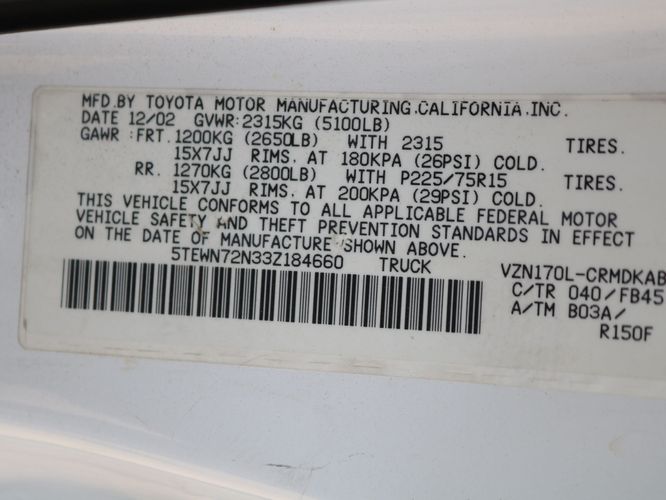 MFD.BY TOYOTA MOTOR MANUFACTURING.CALIFORNIA.INC.
DATE 12/02 GVWR:2315KG (5100LB)
GAWR :FRT.1200KG (2650LB) WITH 2315 TIRES.
15X7JJ RIMS. AT 180KPA (26PSI) COLD.
RR. 1270KG (2800LB) WITH P225/75R15 TIRES.
15X7JJ RIMS. AT 200KPA (29PSI) COLD.
THIS VEHICLE CONFORMS TO ALL APPLICABLE FEDERAL MOTOR
VEHICLE SAFETY AND THEFT PREVENTION STANDARDS IN EFFECT
ON THE DATE OF MANUFACTURE SHOWN ABOVE.
5TEWN72N33Z184660 TRUCK
VZN170L-CRMDKAB
C/TR 040/FB45
A/TM B03A/
R150F